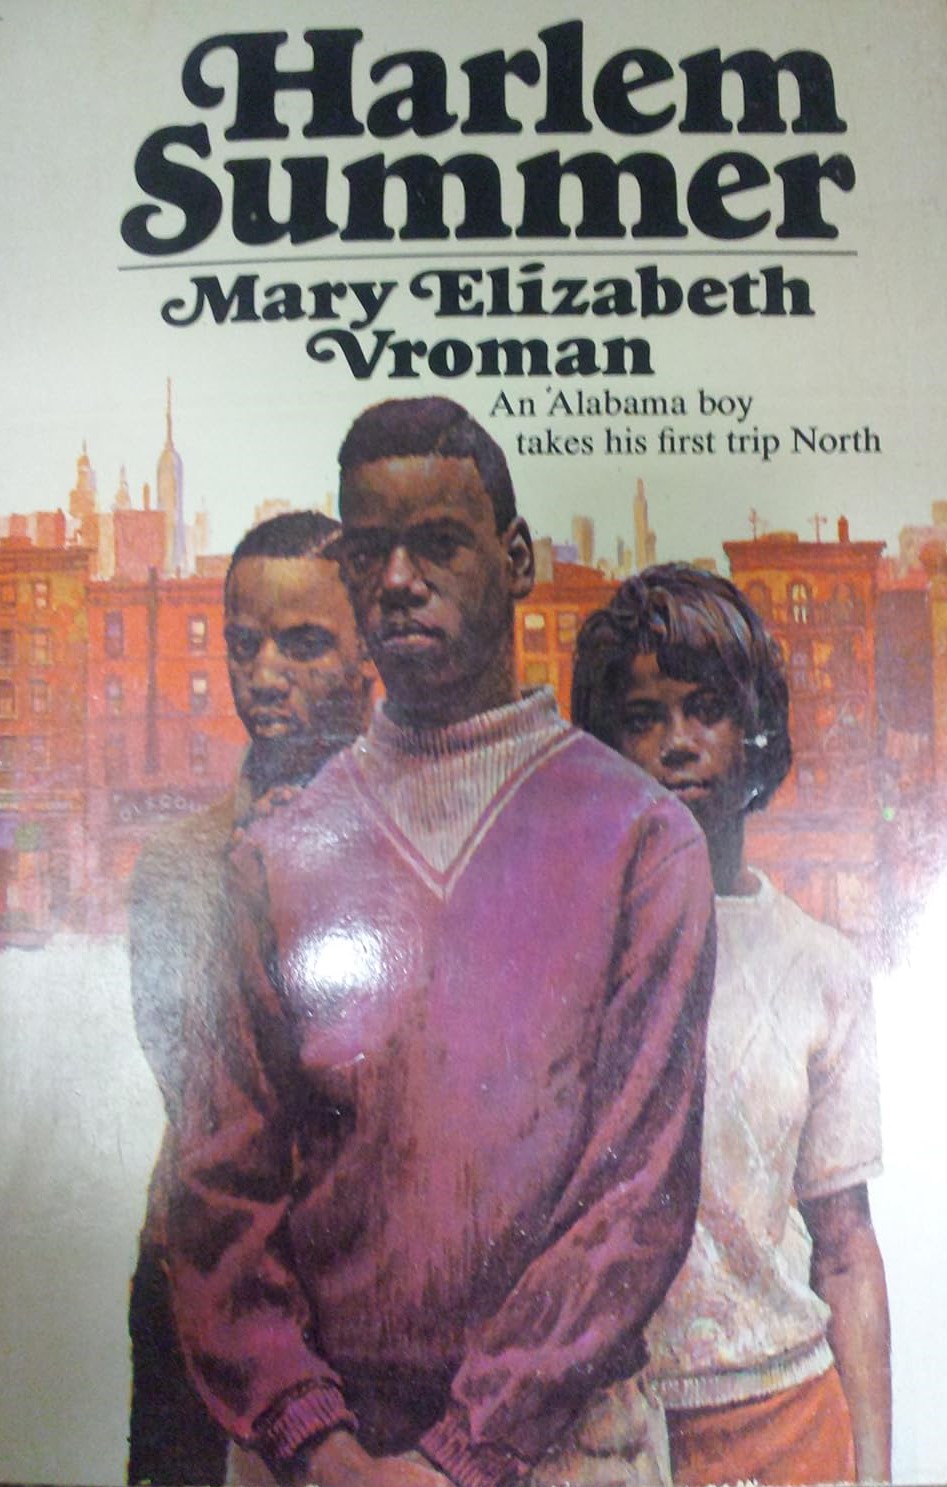 Harlem
Summer
Mary Elizabeth
Vroman
An Alabama boy
takes his first trip North